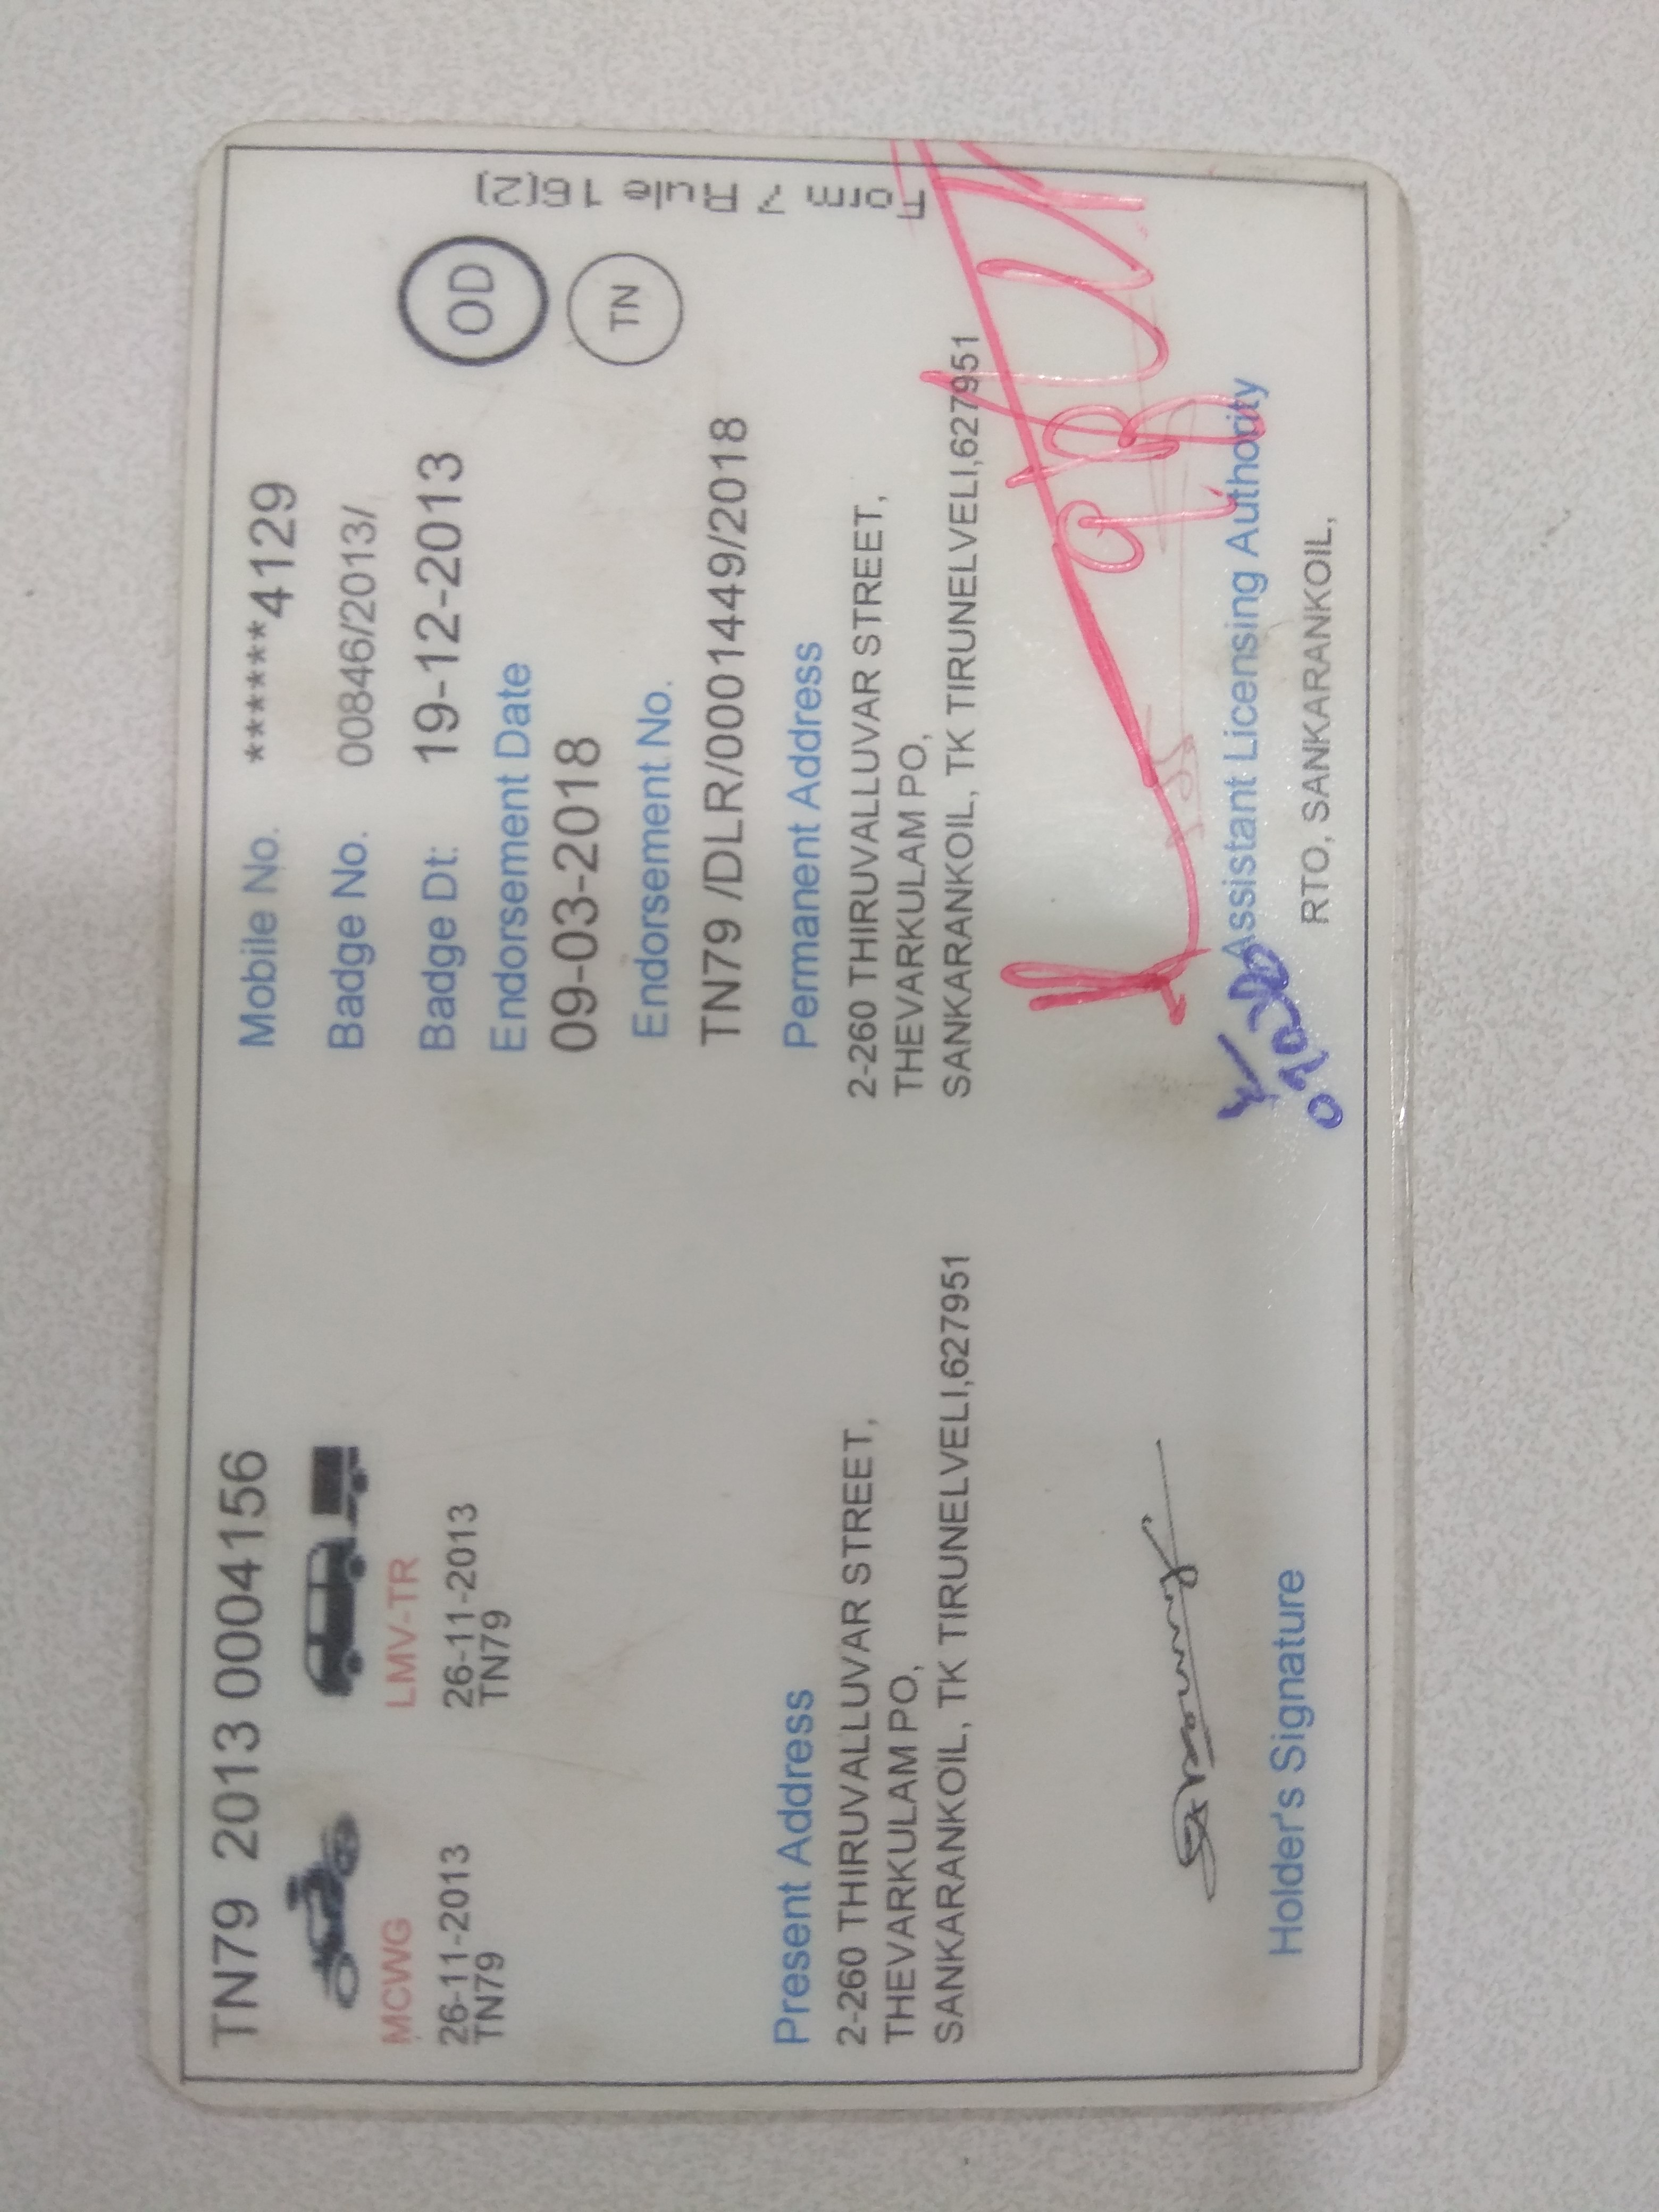 TN79 2013 0004156
MCWG
26-11-2013
TN79
LMV-TR
26-11-2013
TN79
Present Address
2-260 THIRUVALLUVAR STREET,
THEVARKULAM PO,
SANKARANKOIL, TK TIRUNELVELI,627951
Holder's Signature
Mobile No. ******4129
Badge No. 00846/2013/
Badge Dt: 19-12-2013
Endorsement Date
09-03-2018
Endorsement No.
TN79 /DLR/0001449/2018
Permanent Address
2-260 THIRUVALLUVAR STREET,
THEVARKULAM PO,
SANKARANKOIL, TK TIRUNELVELI,627951
Assistant Licensing Authority
RTO, SANKARANKOIL,
OD
TN
Form 7 Rule 16(2)